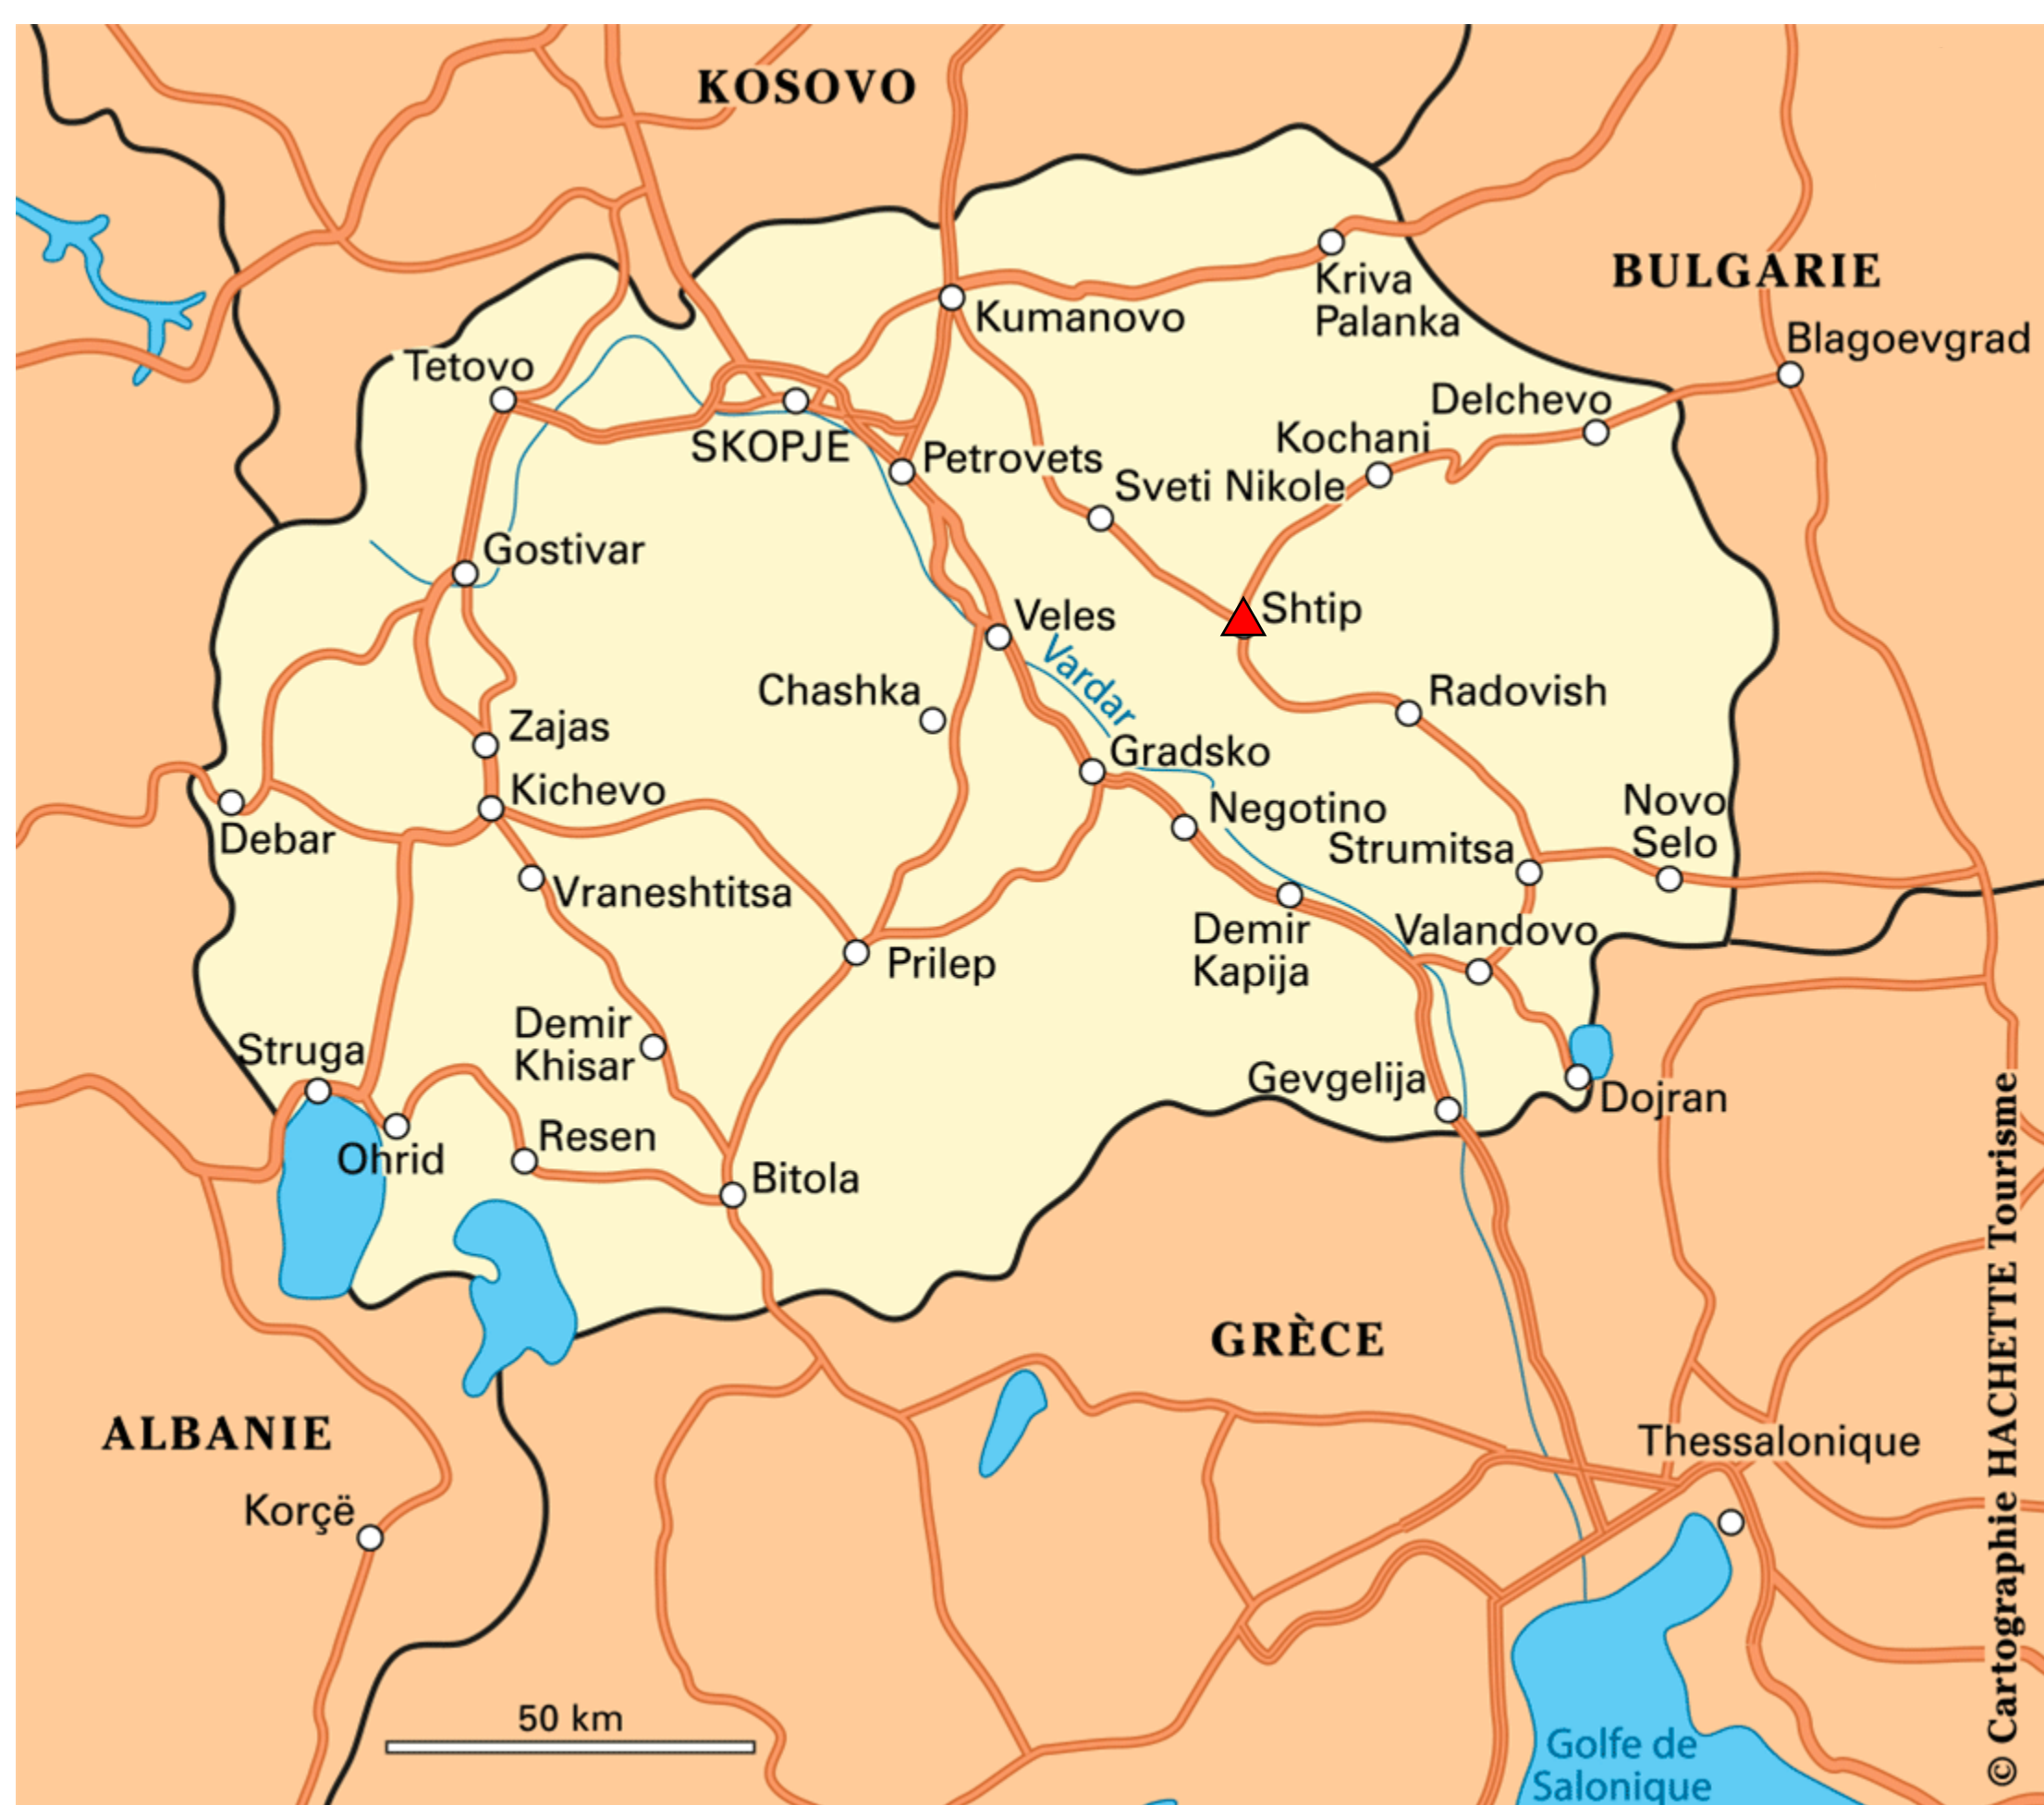 KOSOVO
BULGARIE
Kriva
Palanka
Kumanovo
Blagoevgrad
Tetovo
Delchevo
SKOPJE
Kochani
Petrovets
Sveti Nikole
Gostivar
Veles
Shtip
Vardar
Chashka
Radovish
Zajas
Gradsko
Kichevo
Negotino
Novo
Selo
Debar
Strumitsa
Vraneshtitsa
Demir
Kapija
Valandovo
Prilep
Demir
Khisar
Struga
Gevgelija
Dojran
Ohrid
Resen
Bitola
GRÈCE
ALBANIE
Thessalonique
Korçë
50 km
Golfe de
Salonique
© Cartographie HACHETTE Tourisme